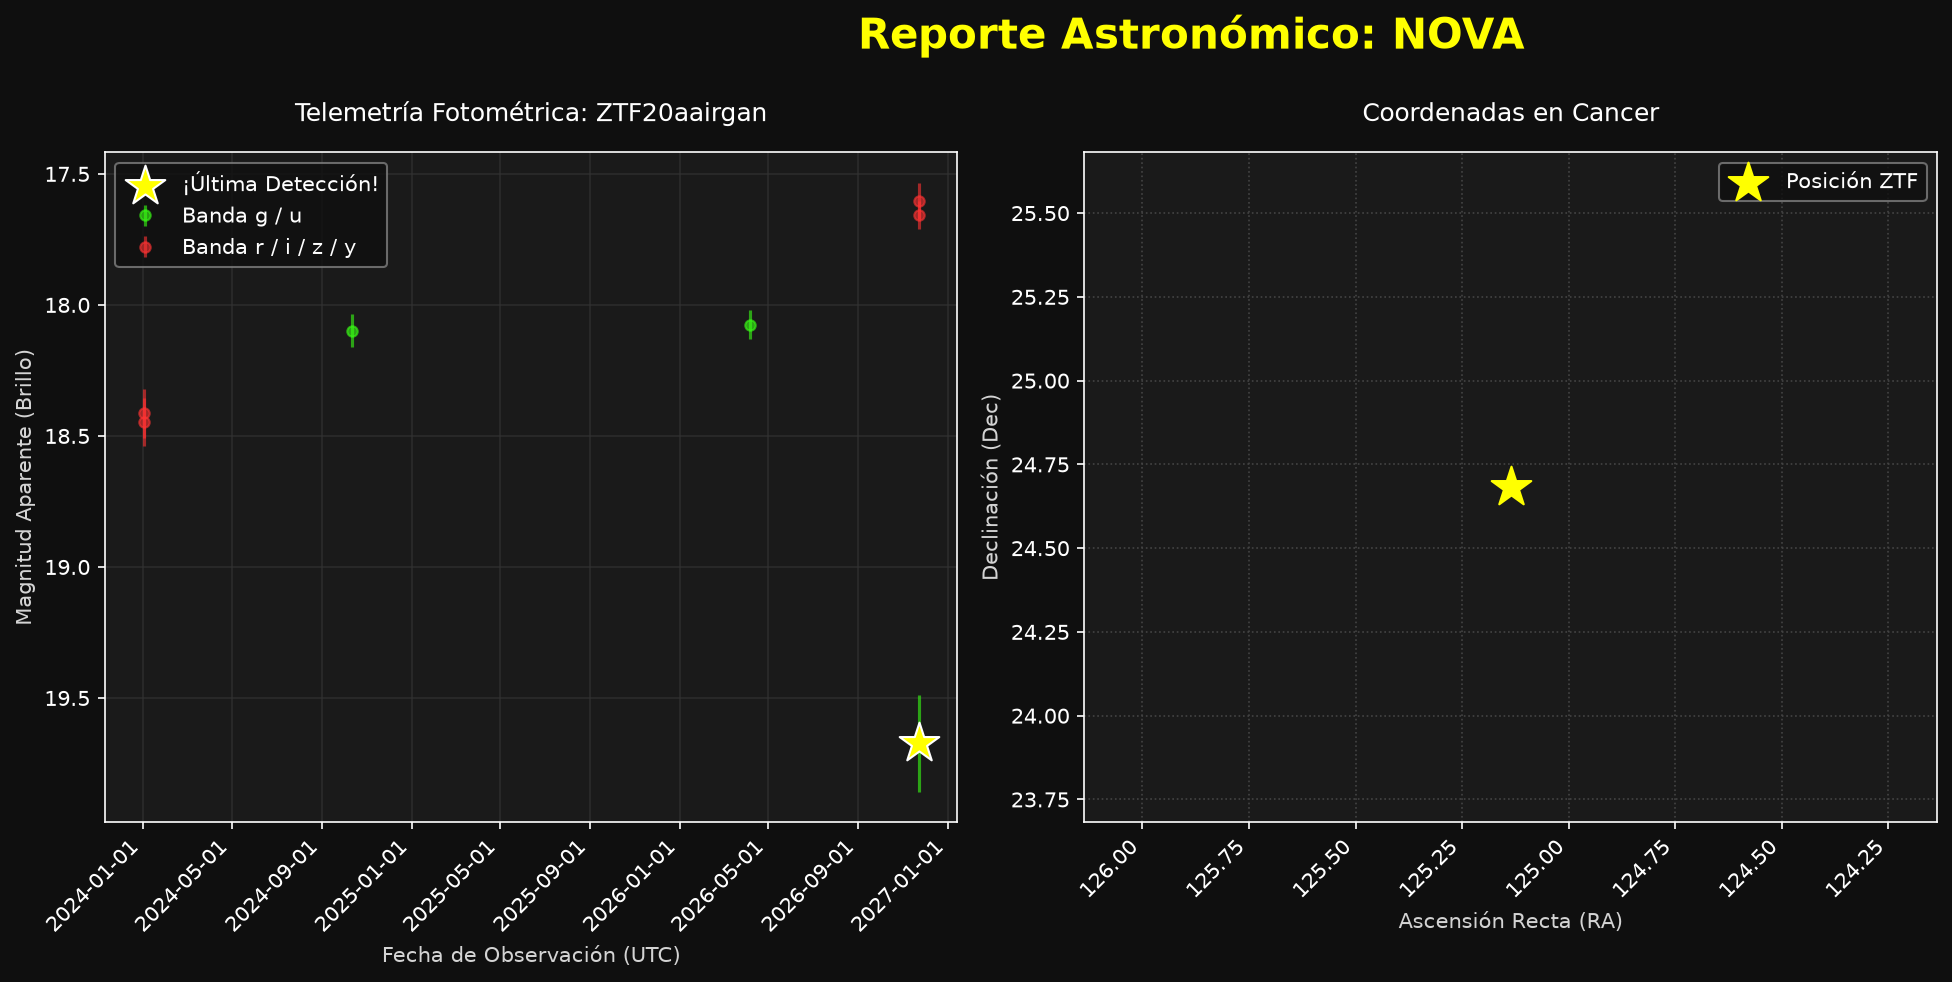 Reporte Astronómico: NOVA
Telemetría Fotométrica: ZTF20aairgan
¡Última Detección!
Banda g / u
Banda r / i / z / y
17.5
18.0
18.5
19.0
19.5
Magnitud Aparente (Brillo)
2024-01-01
2024-05-01
2024-09-01
2025-01-01
2025-05-01
2025-09-01
2026-01-01
2026-05-01
2026-09-01
2027-01-01
Fecha de Observación (UTC)
Coordenadas en Cancer
Posición ZTF
25.50
25.25
25.00
24.75
24.50
24.25
24.00
23.75
Declinación (Dec)
126.00
125.75
125.50
125.25
125.00
124.75
124.50
124.25
Ascensión Recta (RA)